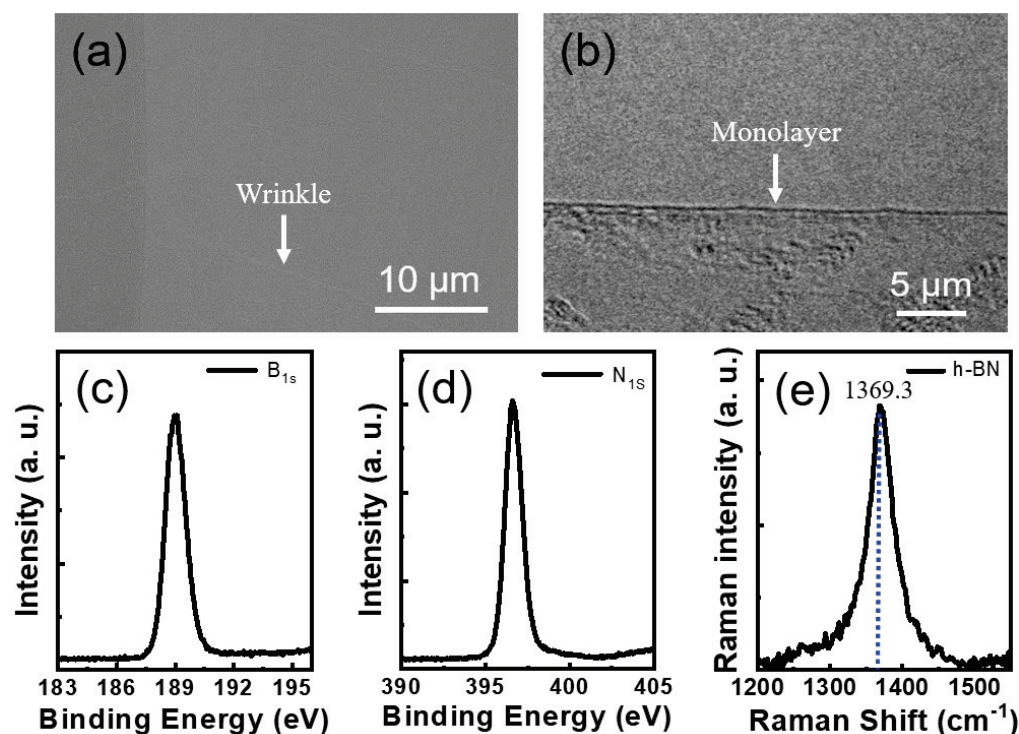 (a)
Wrinkle
10 µm
(b)
Monolayer
5 µm
(c)
B1s
Intensity (a. u.)
183 186 189 192 195
Binding Energy (eV)
(d)
N1S
Intensity (a. u.)
390 395 400 405
Binding Energy (eV)
(e)
h-BN
1369.3
Raman intensity (a. u.)
1200 1300 1400 1500
Raman Shift (cm-1)